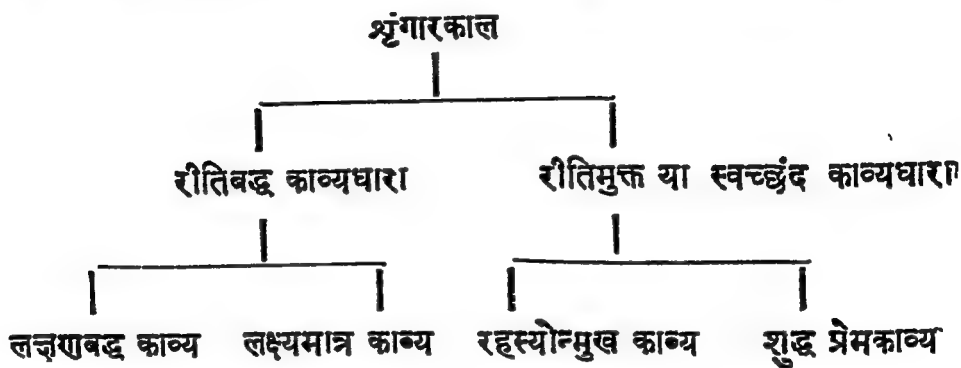 शृंगारकाल
रीतिबद्ध काव्यधारा रीतिमुक्त या स्वच्छंद काव्यधारा
लक्षणबद्ध काव्य लक्ष्यमात्र काव्य रहस्योन्मुख काव्य शुद्ध प्रेमकाव्य